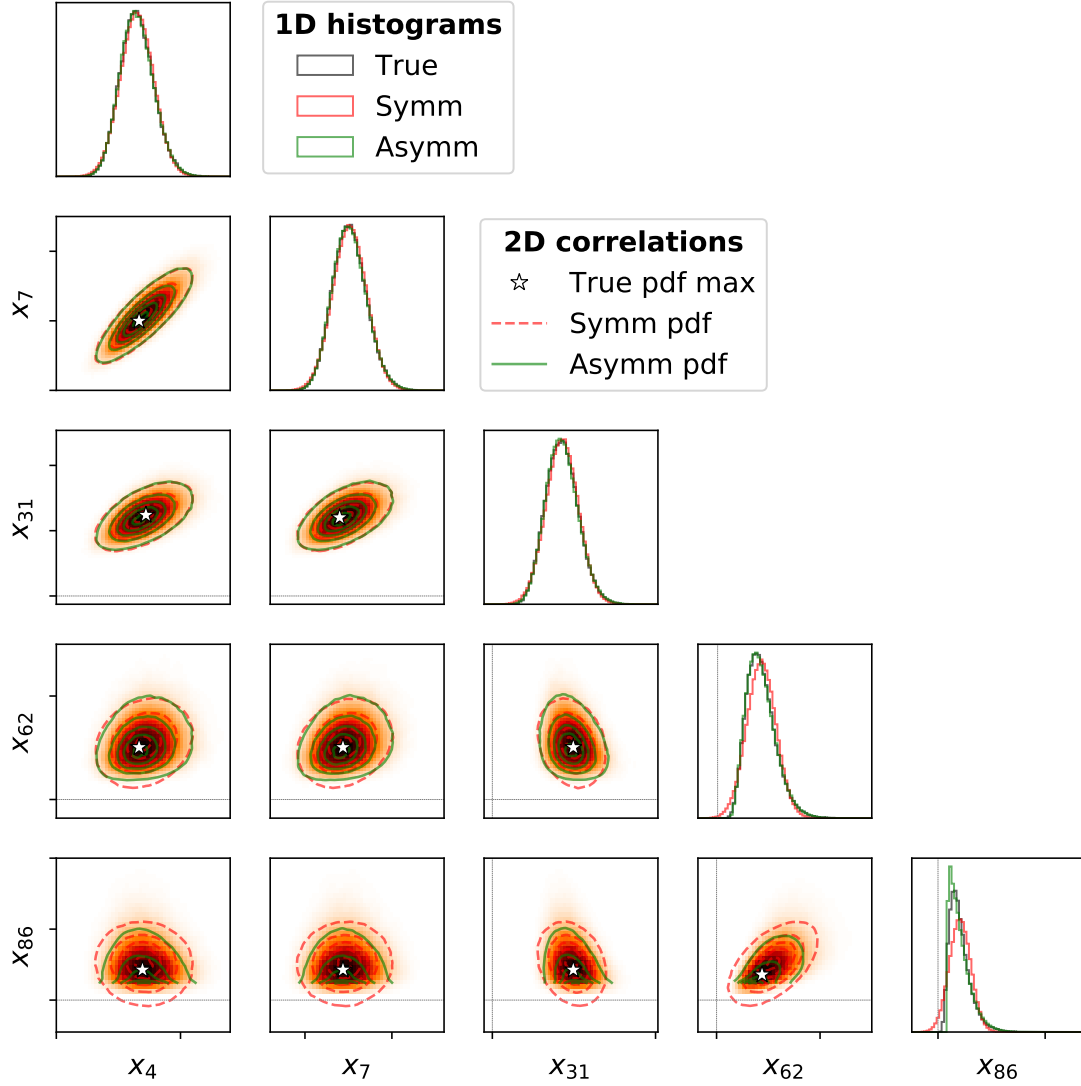 1D histograms
True
Symm
Asymm
x7
2D correlations
True pdf max
Symm pdf
Asymm pdf
x31
x62
x86
x4
x7
x31
x62
x86